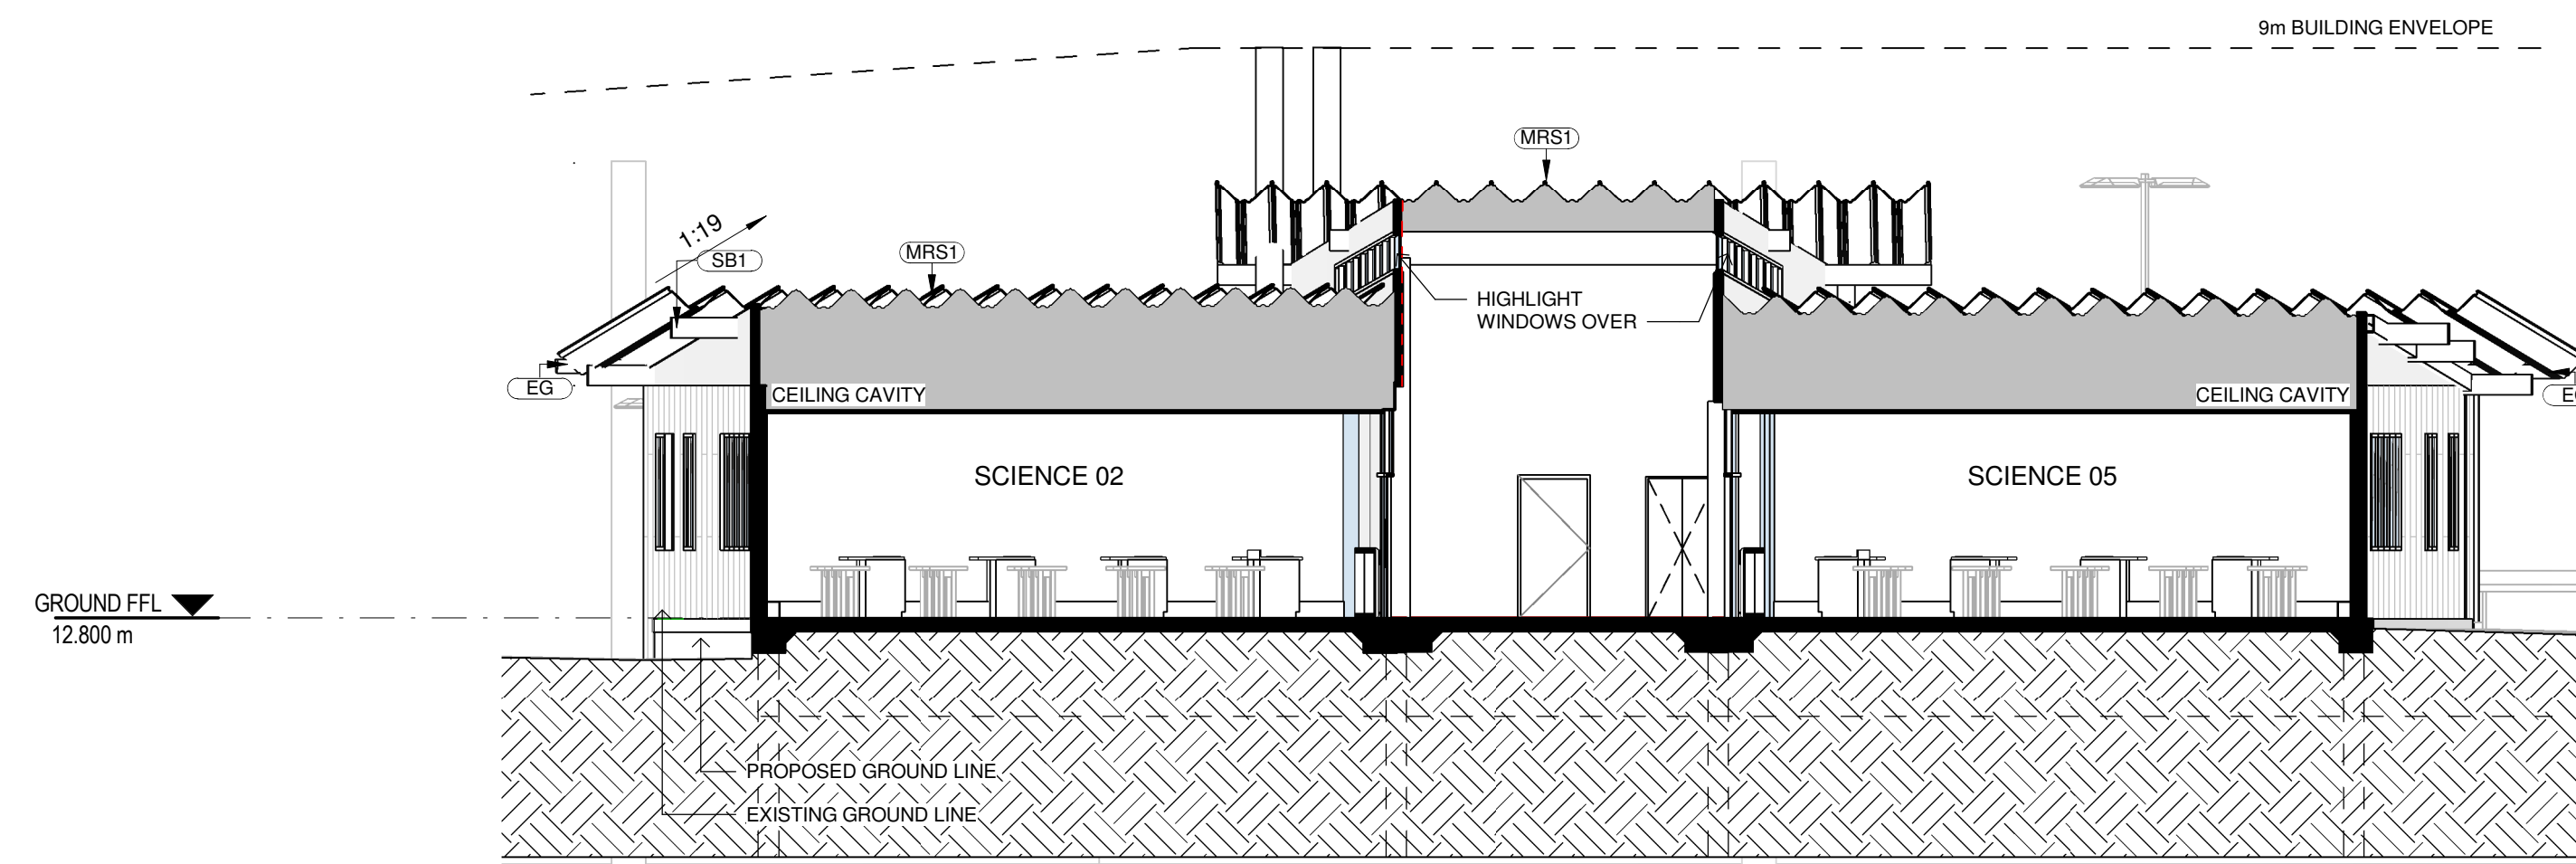 9m BUILDING ENVELOPE
MRS1
1:19
SB1
MRS1
HIGHLIGHT
WINDOWS OVER
EG
CEILING CAVITY
CEILING CAVITY
SCIENCE 02
SCIENCE 05
GROUND FFL
12.800 m
PROPOSED GROUND LINE
EXISTING GROUND LINE